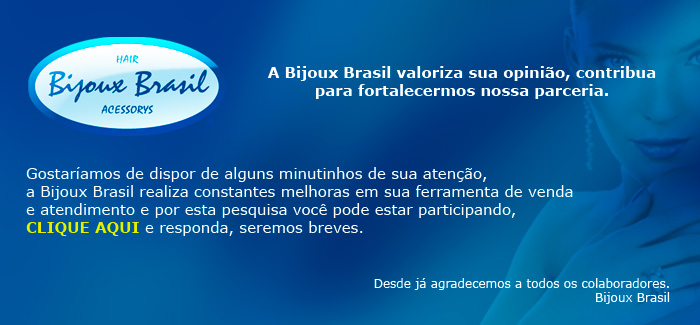 HAIR
Bijoux Brasil
ACESSORYS
A Bijoux Brasil valoriza sua opinião, contribua
para fortalecermos nossa parceria.
Gostaríamos de dispor de alguns minutinhos de sua atenção,
a Bijoux Brasil realiza constantes melhoras em sua ferramenta de venda
e atendimento e por esta pesquisa você pode estar participando,
CLIQUE AQUI e responda, seremos breves.
Desde já agradecemos a todos os colaboradores.
Bijoux Brasil